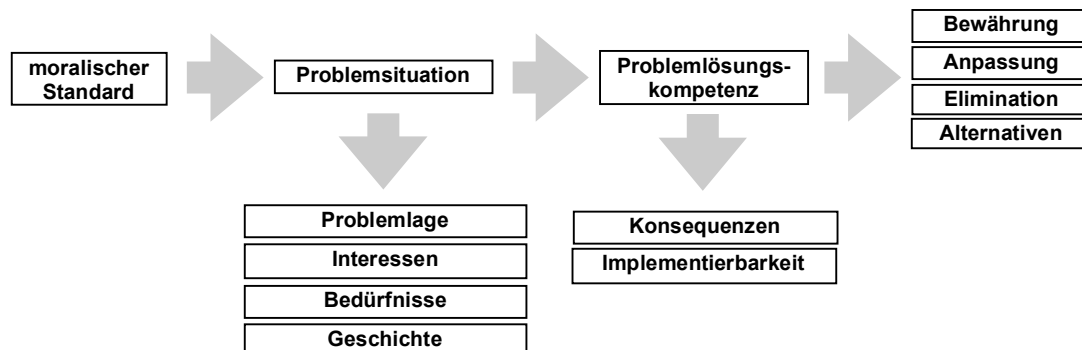 moralischer
Standard
Problemsituation
Problemlösungs-
kompetenz
Bewährung
Anpassung
Elimination
Alternativen
Problemlage
Interessen
Bedürfnisse
Geschichte
Konsequenzen
Implementierbarkeit